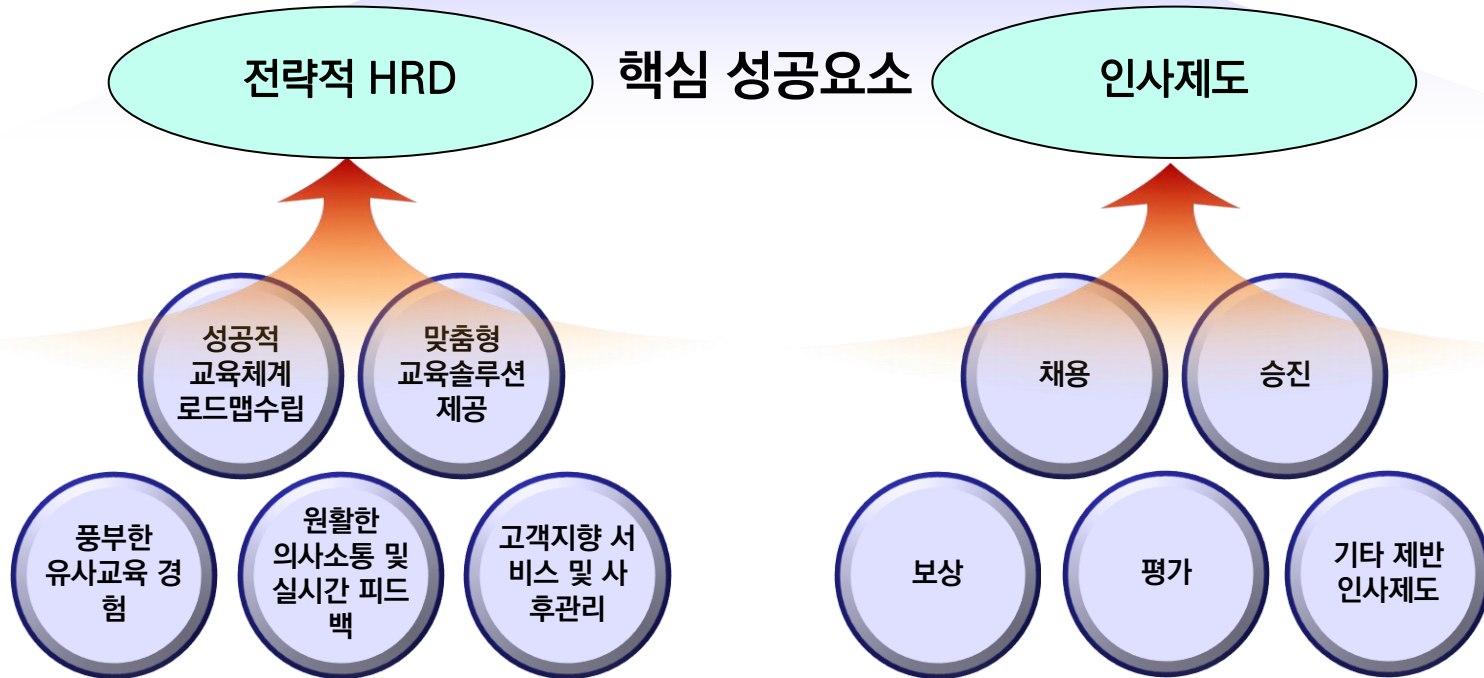 전략적 HRD
핵심 성공요소
인사제도
성공적
교육체계
로드맵수립
맞춤형
교육솔루션
제공
풍부한
유사교육 경
험
원활한
의사소통 및
실시간 피드
백
고객지향 서
비스 및 사
후관리
채용
승진
보상
평가
기타 제반
인사제도